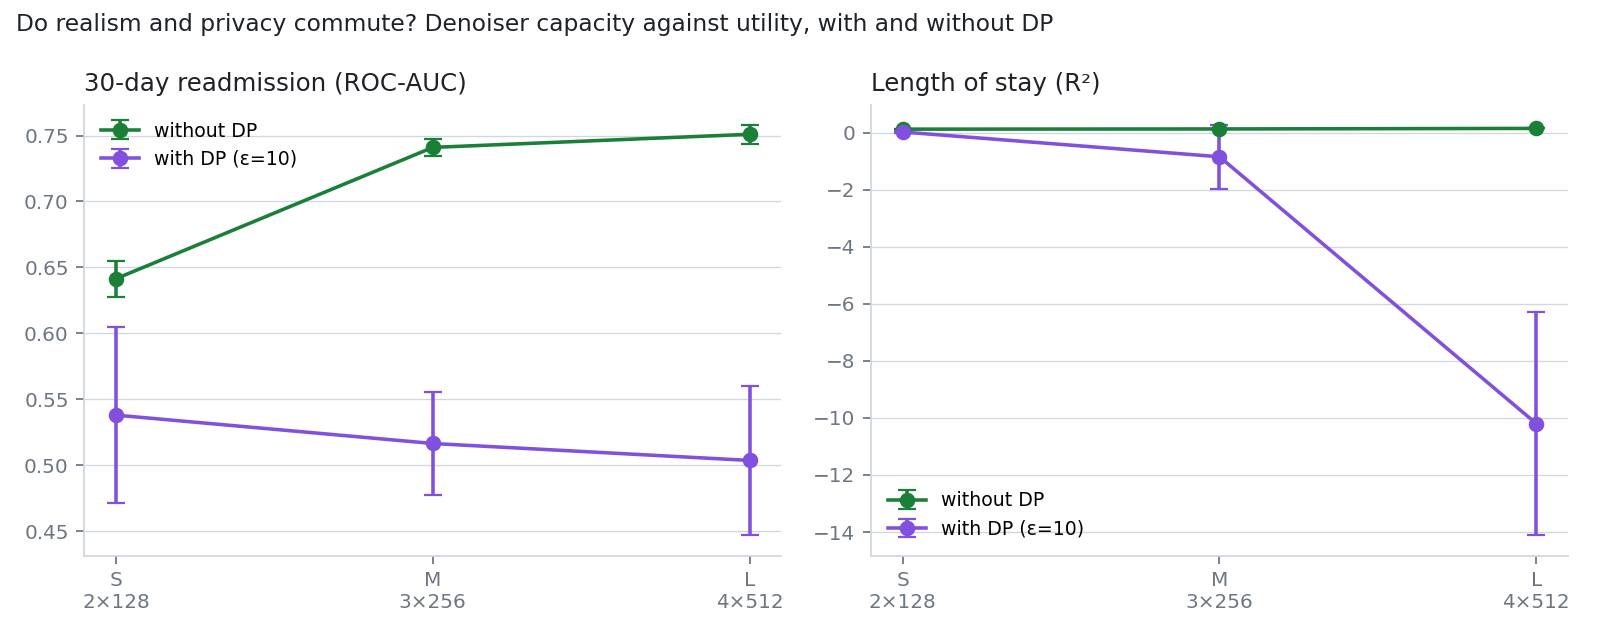 Do realism and privacy commute? Denoiser capacity against utility, with and without DP
30-day readmission (ROC-AUC)
0.75
0.70
0.65
0.60
0.55
0.50
0.45
without DP
with DP (ε=10)
S
2×128
M
3×256
L
4×512
Length of stay (R²)
0
−2
−4
−6
−8
−10
−12
−14
without DP
with DP (ε=10)
S
2×128
M
3×256
L
4×512